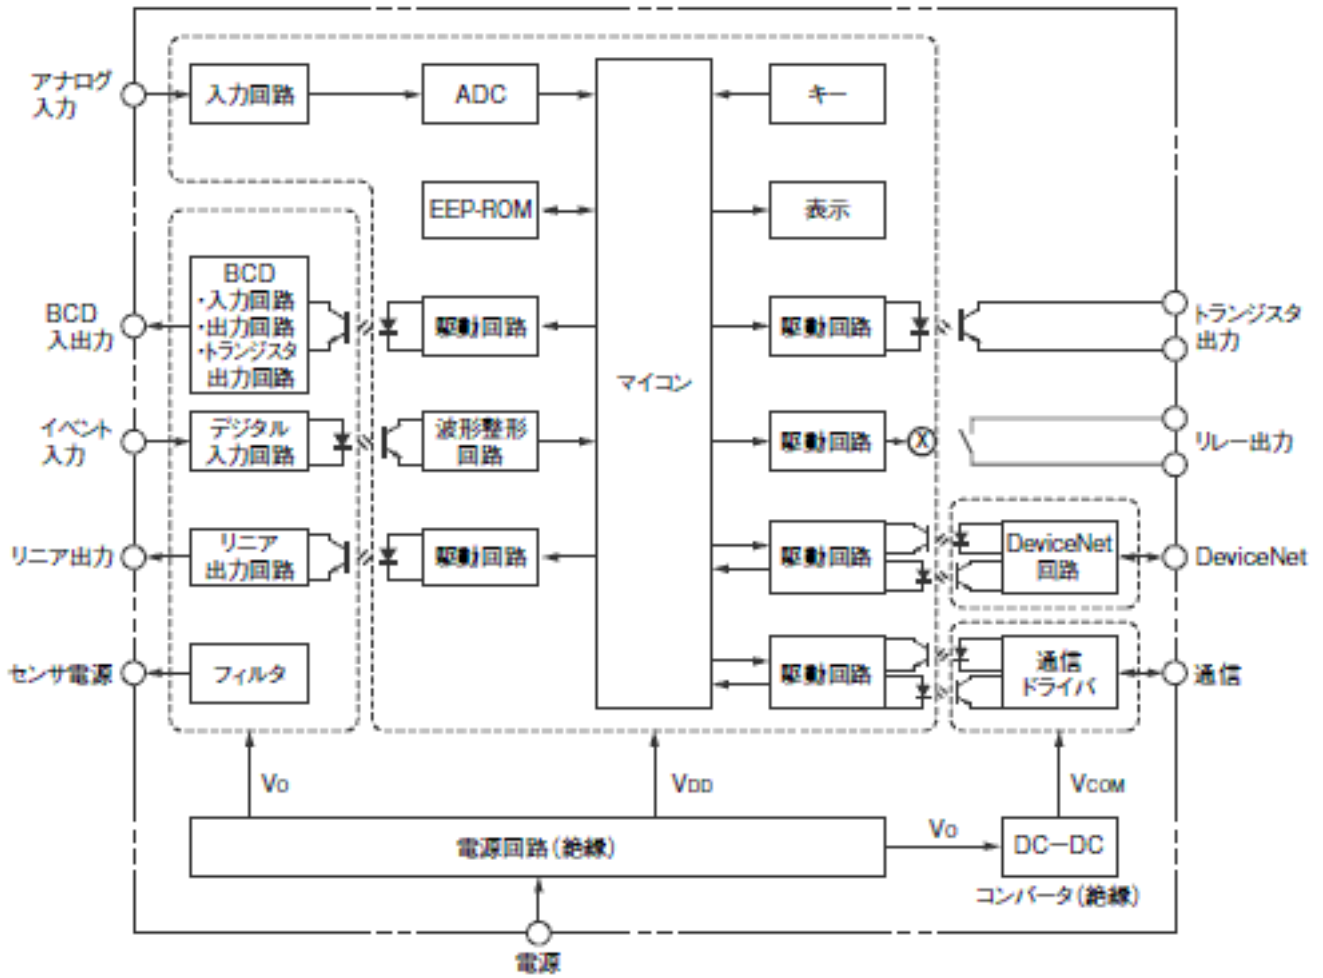 アナログ
入力
入力回路
ADC
キー
EEP-ROM
表示
BCD
入出力
BCD
・入力回路
・出力回路
・トランジスタ
出力回路
駆動回路
マイコン
駆動回路
トランジスタ
出力
イベント
入力
デジタル
入力回路
波形整形
回路
駆動回路
X
リレー出力
リニア出力
リニア
出力回路
駆動回路
駆動回路
DeviceNet
回路
DeviceNet
センサ電源
フィルタ
駆動回路
通信
ドライバ
通信
VO
VDD
VCOM
電源回路(絶縁)
VO
DC－DC
コンバータ(絶縁)
電源